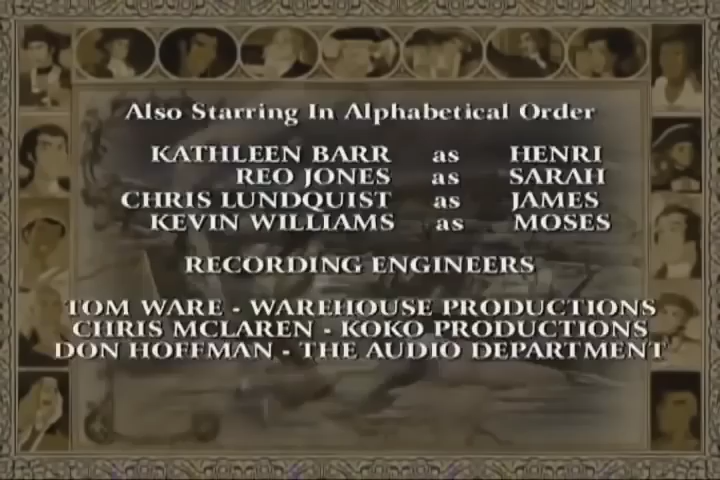 Also Starring In Alphabetical Order
KATHLEEN BARR as HENRI
REO JONES as SARAH
CHRIS LUNDQUIST as JAMES
KEVIN WILLIAMS as MOSES
RECORDING ENGINEERS
TOM WARE - WAREHOUSE PRODUCTIONS
CHRIS MCLAREN - KOKO PRODUCTIONS
DON HOFFMAN - THE AUDIO DEPARTMENT